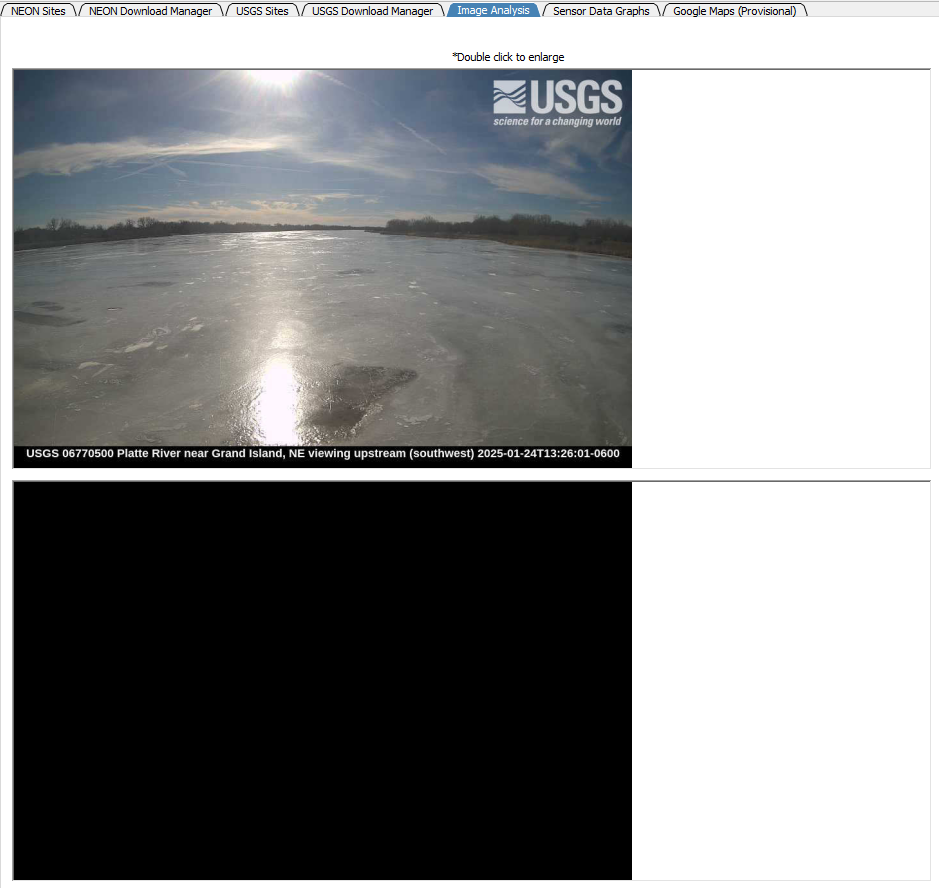 NEON Sites NEON Download Manager USGS Sites USGS Download Manager Image Analysis Sensor Data Graphs Google Maps (Provisional)
*Double click to enlarge
USGS
science for a changing world
USGS 06770500 Platte River near Grand Island, NE viewing upstream (southwest) 2025-01-24T13:26:01-0600